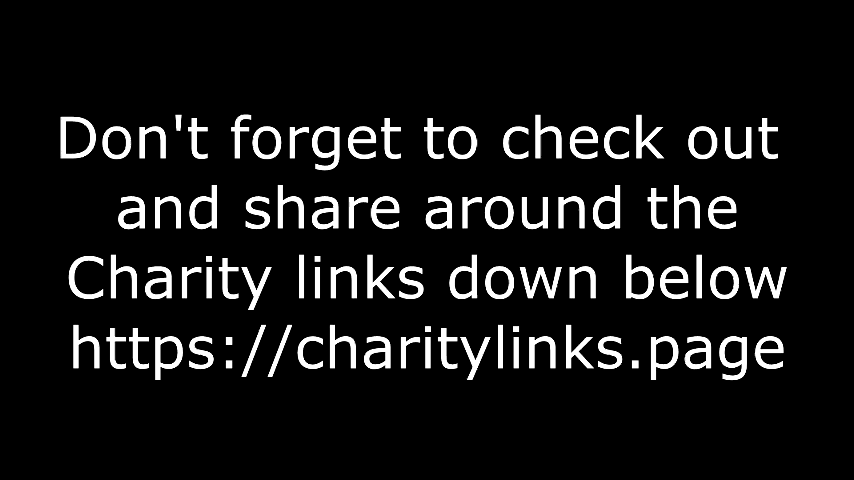 Don't forget to check out
and share around the
Charity links down below
https://charitylinks.page